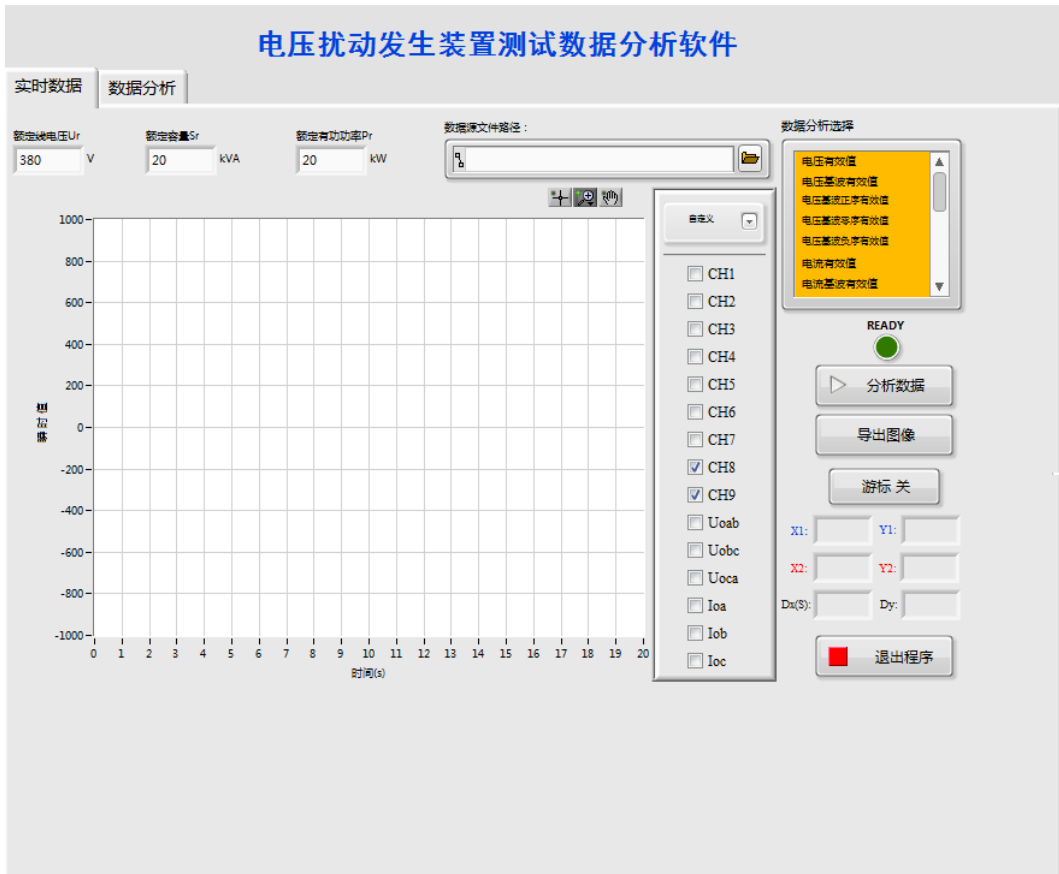 电压扰动发生装置测试数据分析软件
实时数据 数据分析
额定线电压Ur 额定容量Sr 额定有功功率Pr 数据源文件路径：
380 V 20 kVA 20 kW
数据分析选择
电压有效值
电压基波有效值
电压基波正序有效值
电压基波零序有效值
电压基波负序有效值
电流有效值
电流基波有效值
自定义
CH1
CH2
CH3
CH4
CH5
CH6
CH7
CH8
CH9
Uoab
Uobc
Uoca
Ioa
Iob
Ioc
瞬时值
1000
800
600
400
200
0
-200
-400
-600
-800
-1000
0 1 2 3 4 5 6 7 8 9 10 11 12 13 14 15 16 17 18 19 20
时间(s)
READY
分析数据
导出图像
游标 关
X1: Y1:
X2: Y2:
Dx(S): Dy:
退出程序